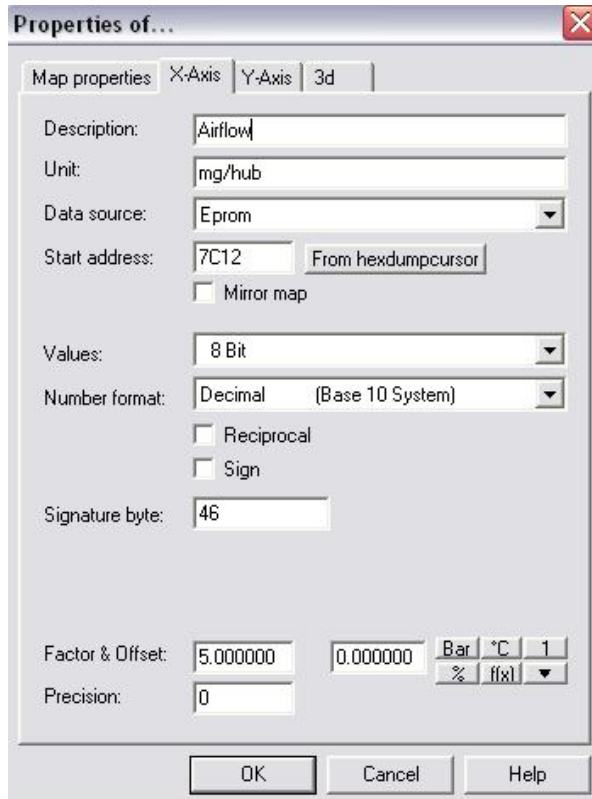 Properties of...
Map properties X-Axis Y-Axis 3d
Description: Airflow
Unit: mg/hub
Data source: Eprom
Start address: 7C12 From hexdumpcursor
Mirror map
Values: 8 Bit
Number format: Decimal (Base 10 System)
Reciprocal
Sign
Signature byte: 46
Factor & Offset: 5.000000 0.000000 Bar °C 1
% f(x)
Precision: 0
OK Cancel Help